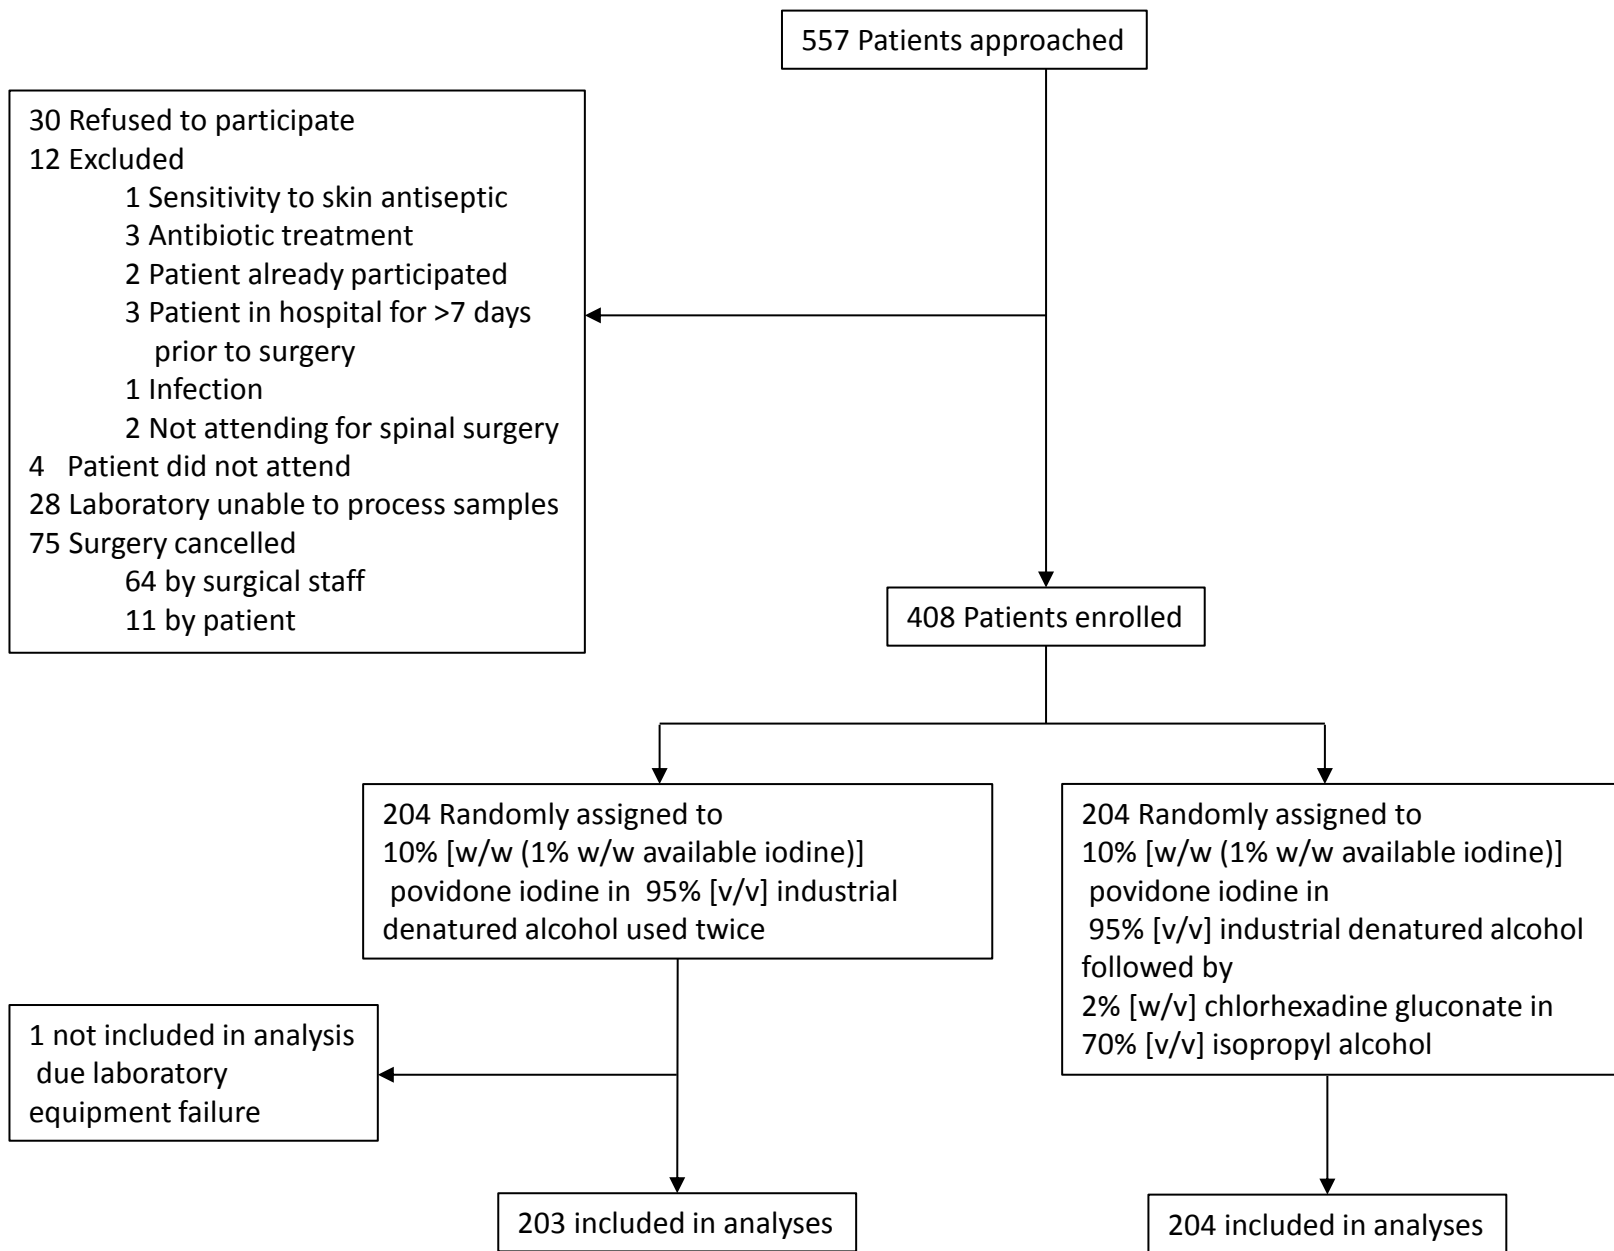 557 Patients approached
30 Refused to participate
12 Excluded
1 Sensitivity to skin antiseptic
3 Antibiotic treatment
2 Patient already participated
3 Patient in hospital for >7 days
prior to surgery
1 Infection
2 Not attending for spinal surgery
4 Patient did not attend
28 Laboratory unable to process samples
75 Surgery cancelled
64 by surgical staff
11 by patient
408 Patients enrolled
204 Randomly assigned to
10% [w/w (1% w/w available iodine)]
povidone iodine in 95% [v/v] industrial
denatured alcohol used twice
204 Randomly assigned to
10% [w/w (1% w/w available iodine)]
povidone iodine in
95% [v/v] industrial denatured alcohol
followed by
2% [w/v] chlorhexadine gluconate in
70% [v/v] isopropyl alcohol
1 not included in analysis
due laboratory
equipment failure
203 included in analyses
204 included in analyses